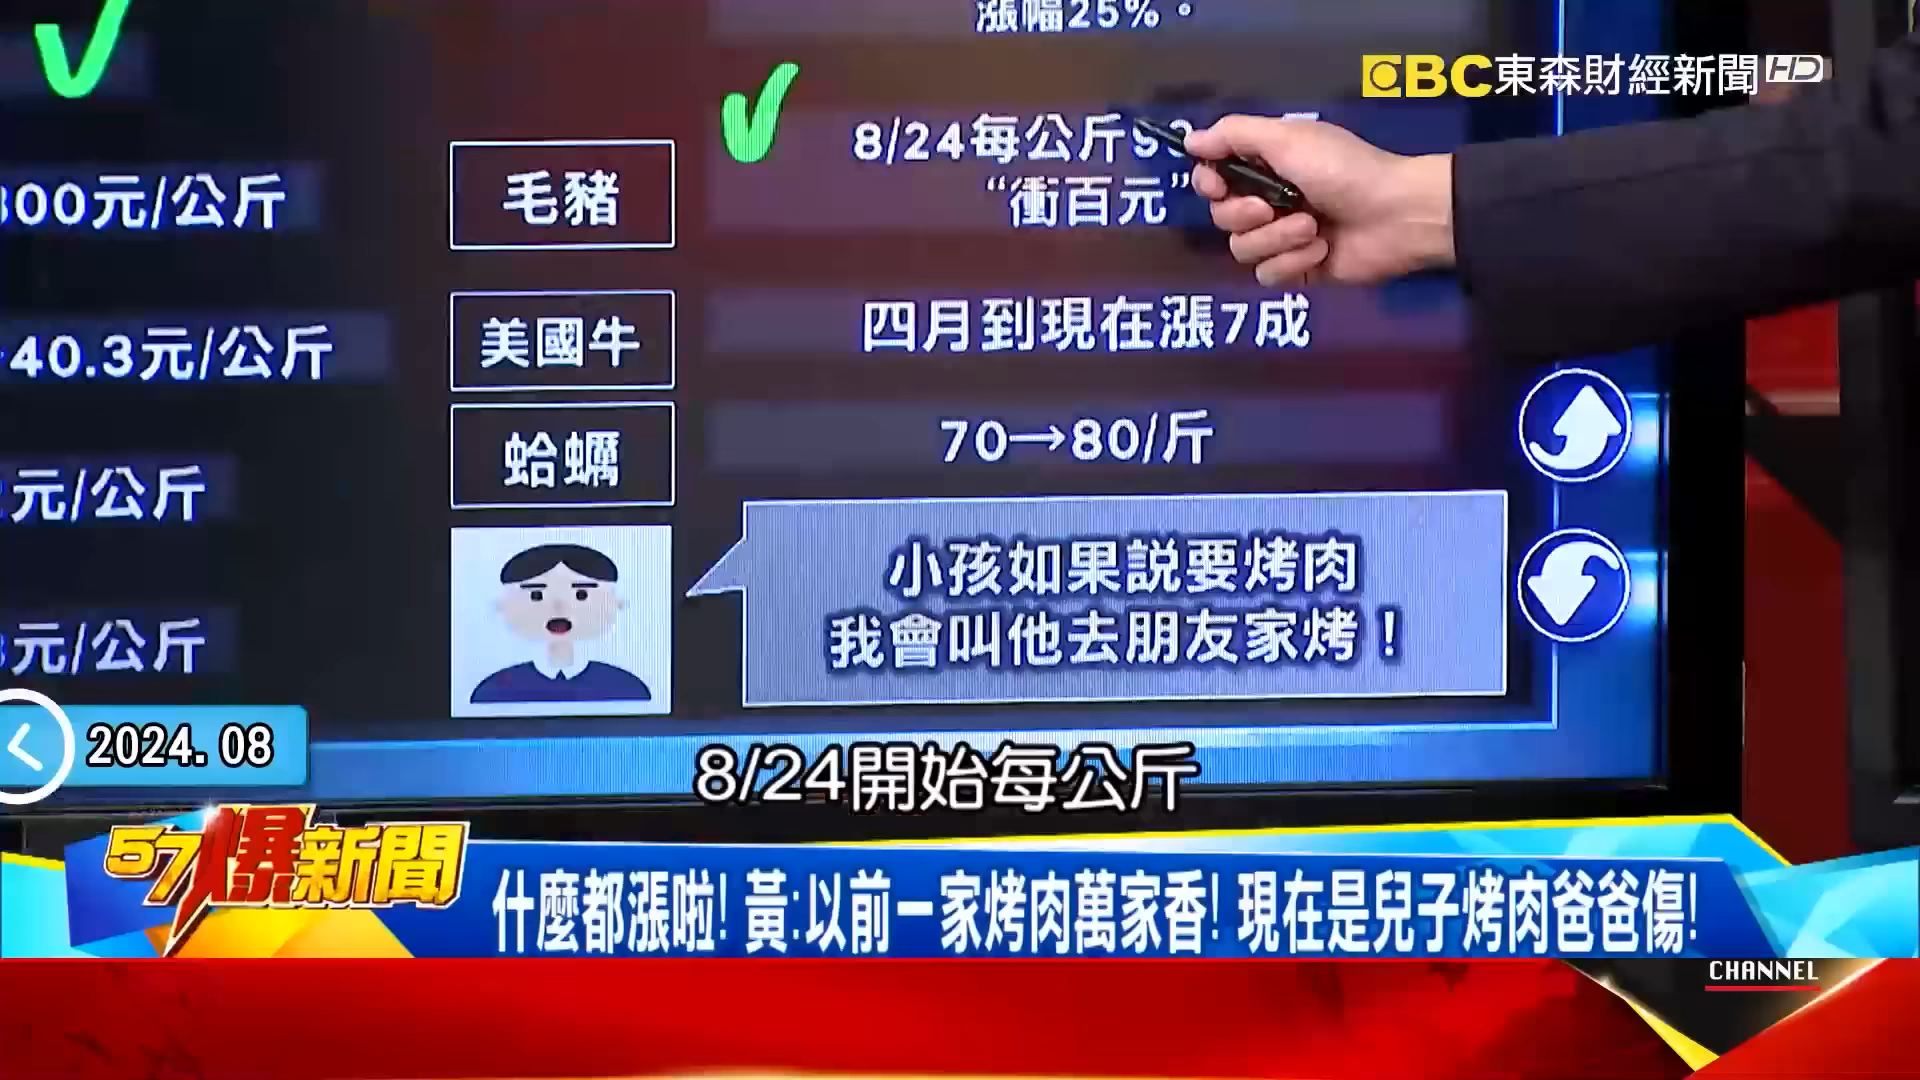 漲幅25%。
EBC東森財經新聞HD
8/24每公斤93
“衝百元”
毛豬
00元/公斤
美國牛
四月到現在漲7成
40.3元/公斤
蛤蠣
70→80/斤
元/公斤
小孩如果說要烤肉
我會叫他去朋友家烤！
元/公斤
2024.08
8/24開始每公斤
57爆新聞
什麼都漲啦! 黃:以前一家烤肉萬家香! 現在是兒子烤肉爸爸傷!
CHANNEL